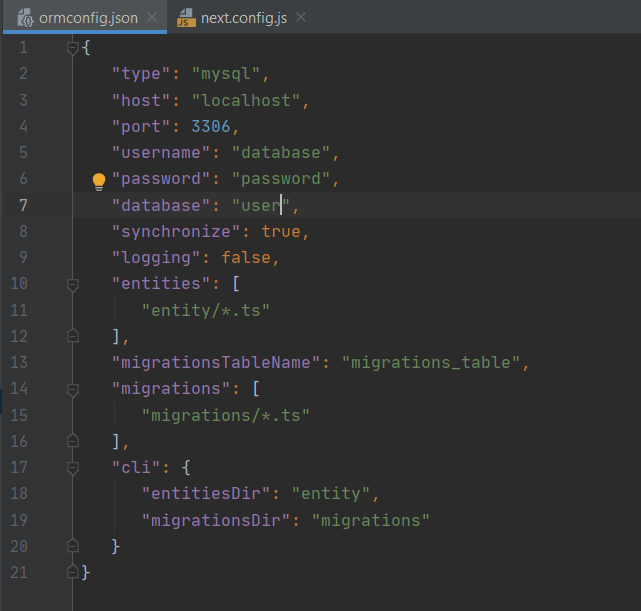 ormconfig.json next.config.js
1 {
2 "type": "mysql",
3 "host": "localhost",
4 "port": 3306,
5 "username": "database",
6 "password": "password",
7 "database": "user",
8 "synchronize": true,
9 "logging": false,
10 "entities": [
11 "entity/*.ts"
12 ],
13 "migrationsTableName": "migrations_table",
14 "migrations": [
15 "migrations/*.ts"
16 ],
17 "cli": {
18 "entitiesDir": "entity",
19 "migrationsDir": "migrations"
20 }
21 }